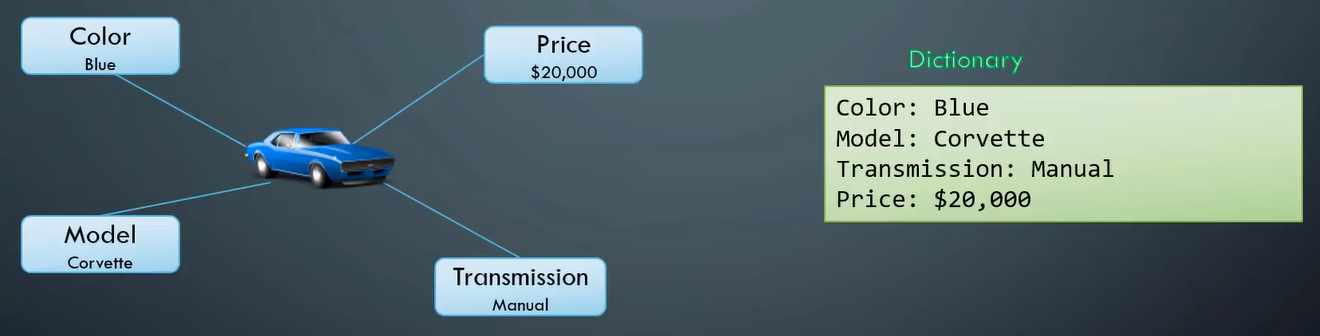 Color
Blue
Price
$20,000
Model
Corvette
Transmission
Manual
Dictionary
Color: Blue
Model: Corvette
Transmission: Manual
Price: $20,000